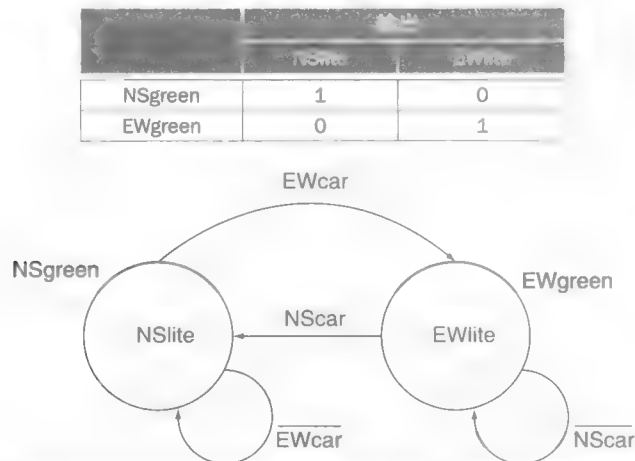 NSgreen 1 0
EWgreen 0 1
EWcar
NSgreen
EWgreen
NSlite
NScar
EWlite
EWcar
NScar